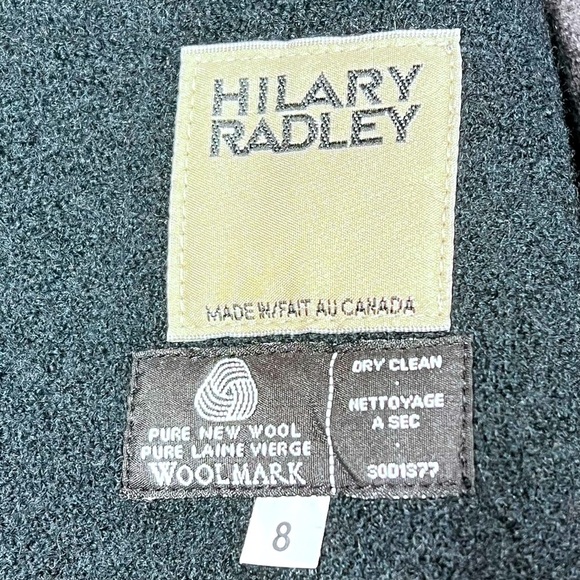 HILARY
RADLEY
MADE IN/FAIT AU CANADA
PURE NEW WOOL
PURE LAINE VIERGE
WOOLMARK
DRY CLEAN
NETTOYAGE
A SEC
3001377
8